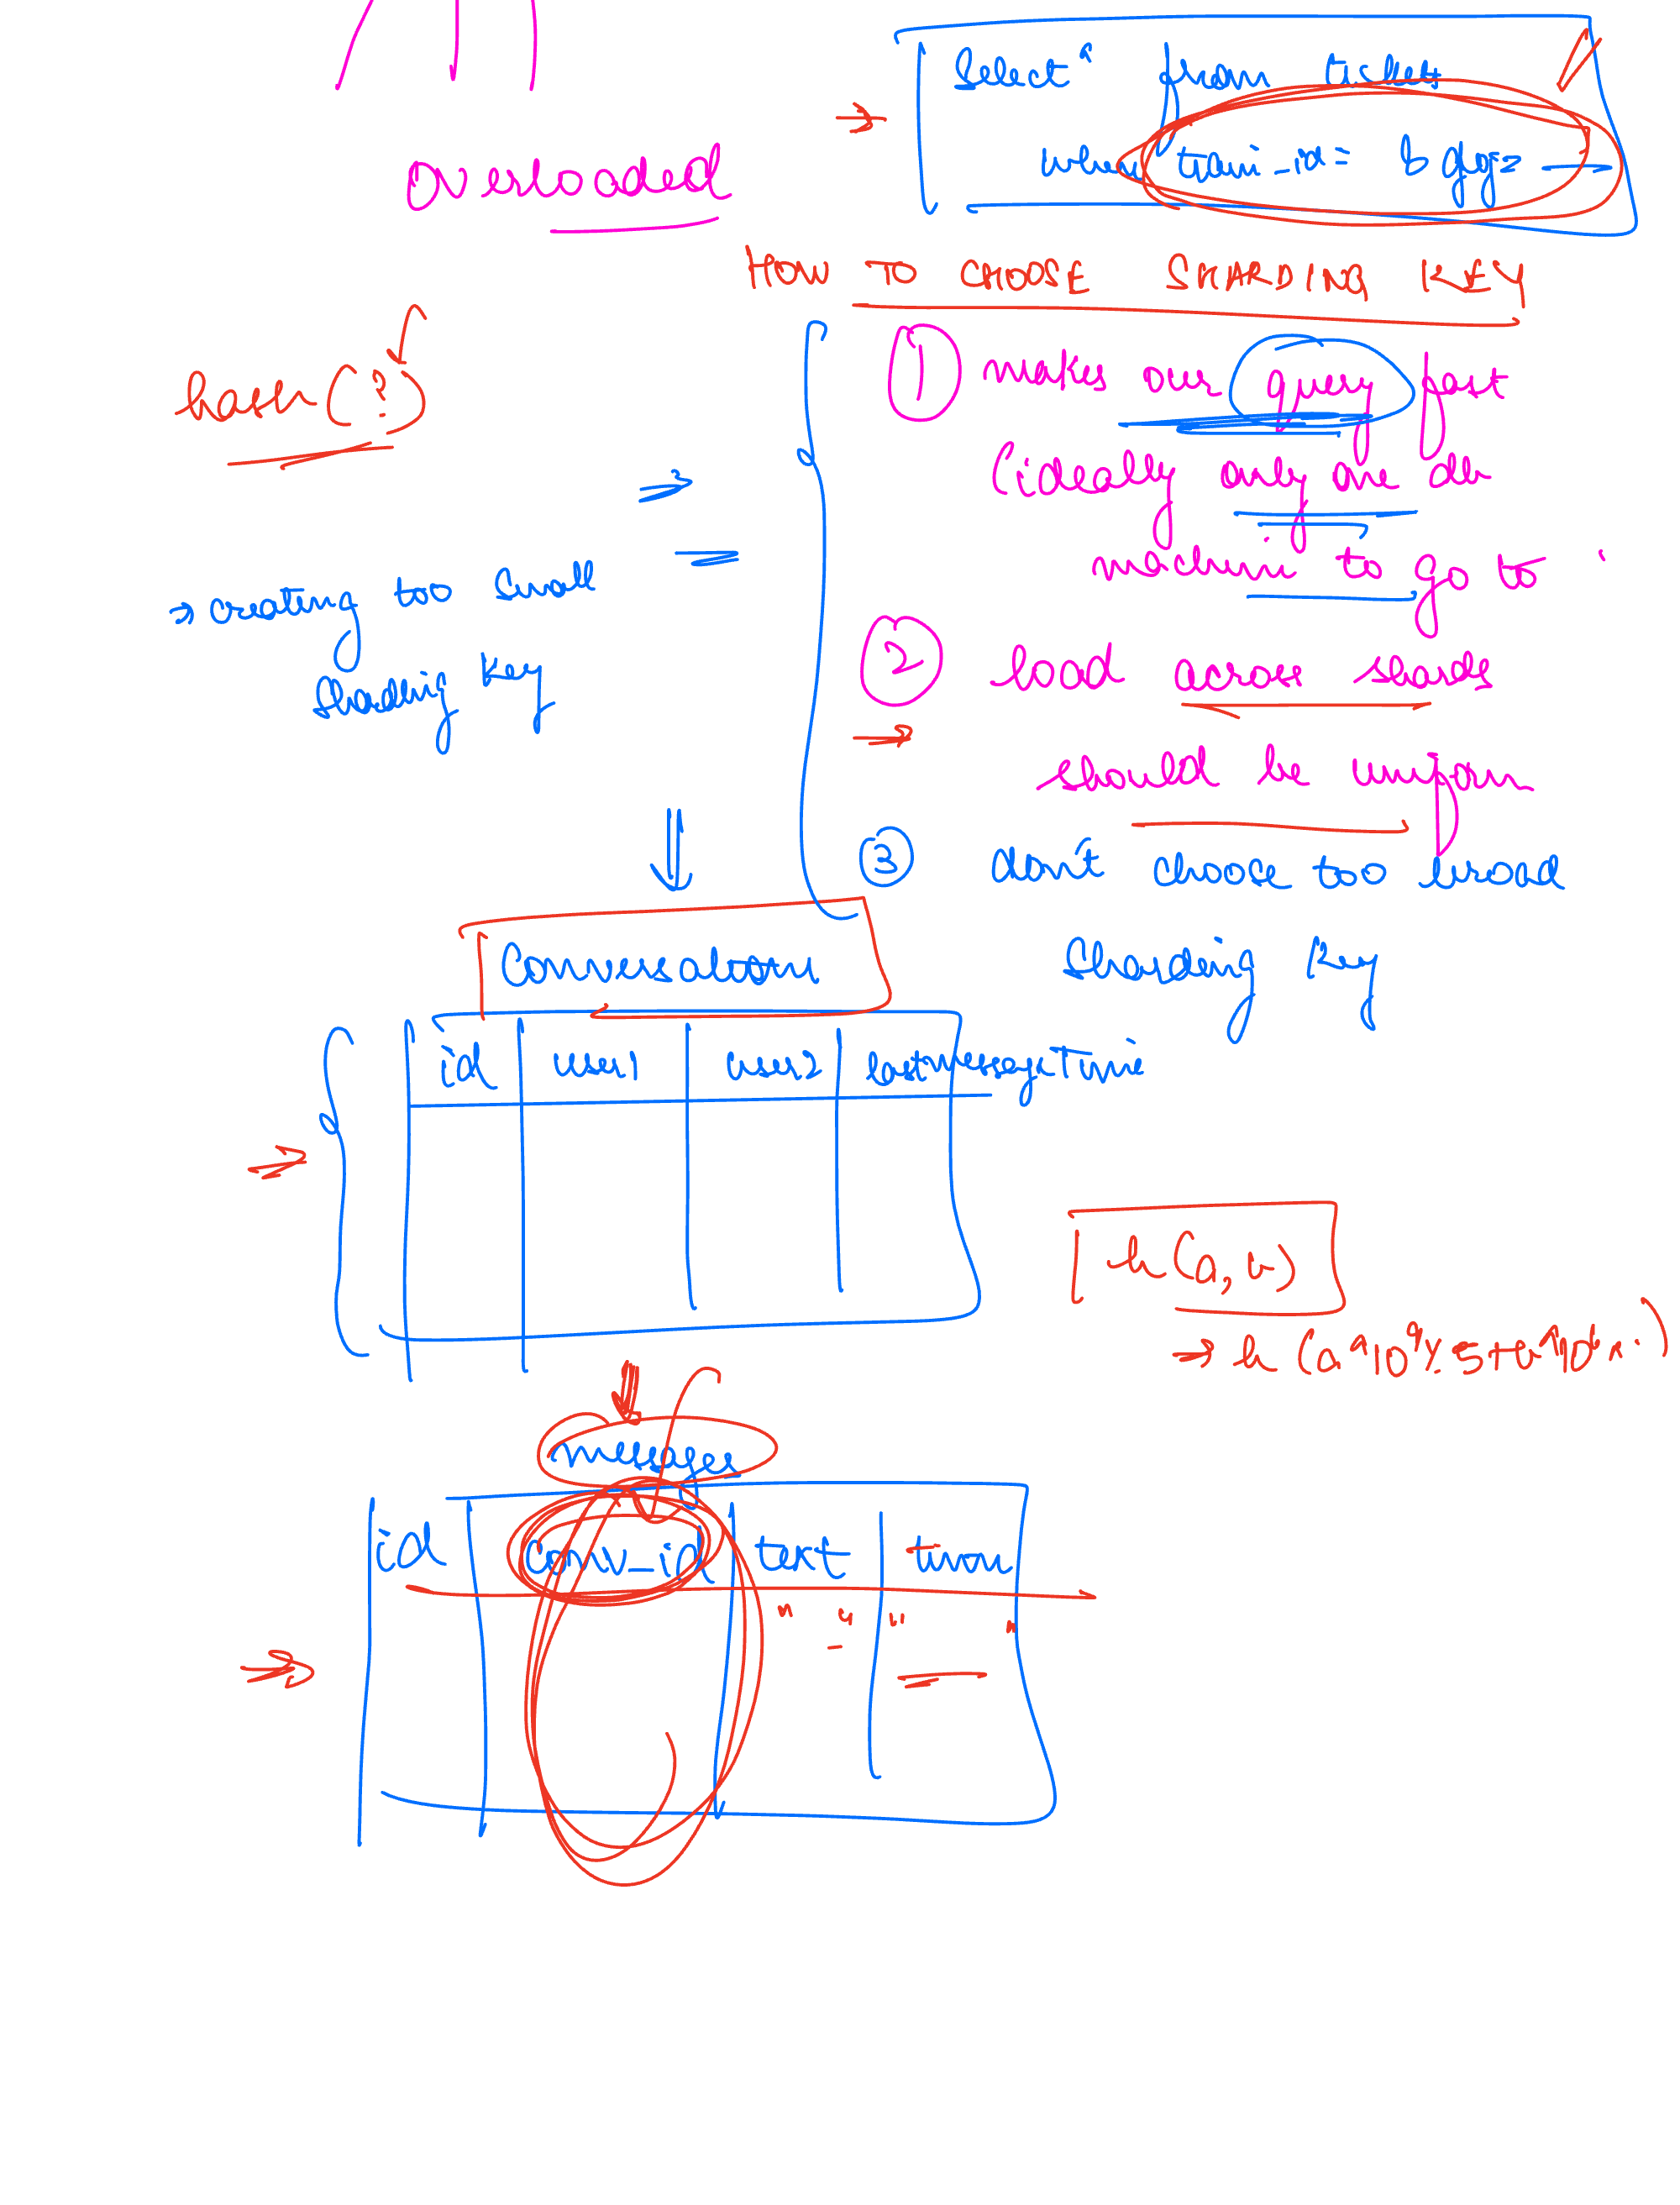 Select * from ticket
where train_id = & doj =
overloaded
HOW TO CHOOSE SHARDING KEY
hash(?)
① makes our query fast
(ideally only one db
machine to go to
→ creating too small
sharding key
② load across shards
should be uniform
③ don't choose too broad
sharding key
Conversations
id user1 user2 lastmessageTime
h(a, b)
→ h(a*10^9%5+b*10^6
messages
id conv_id text time